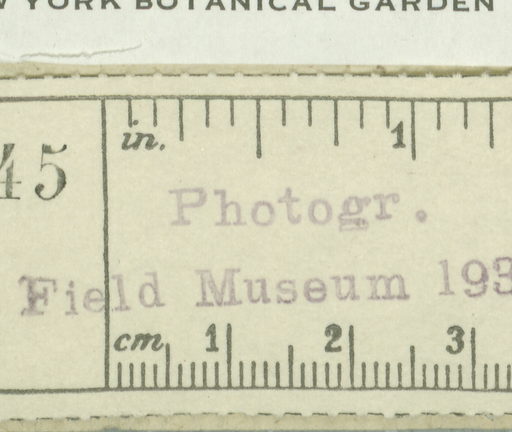 YORK BOTANICAL GARDEN
45
in. 1
Photogr.
Field Museum 193
cm 1 2 3